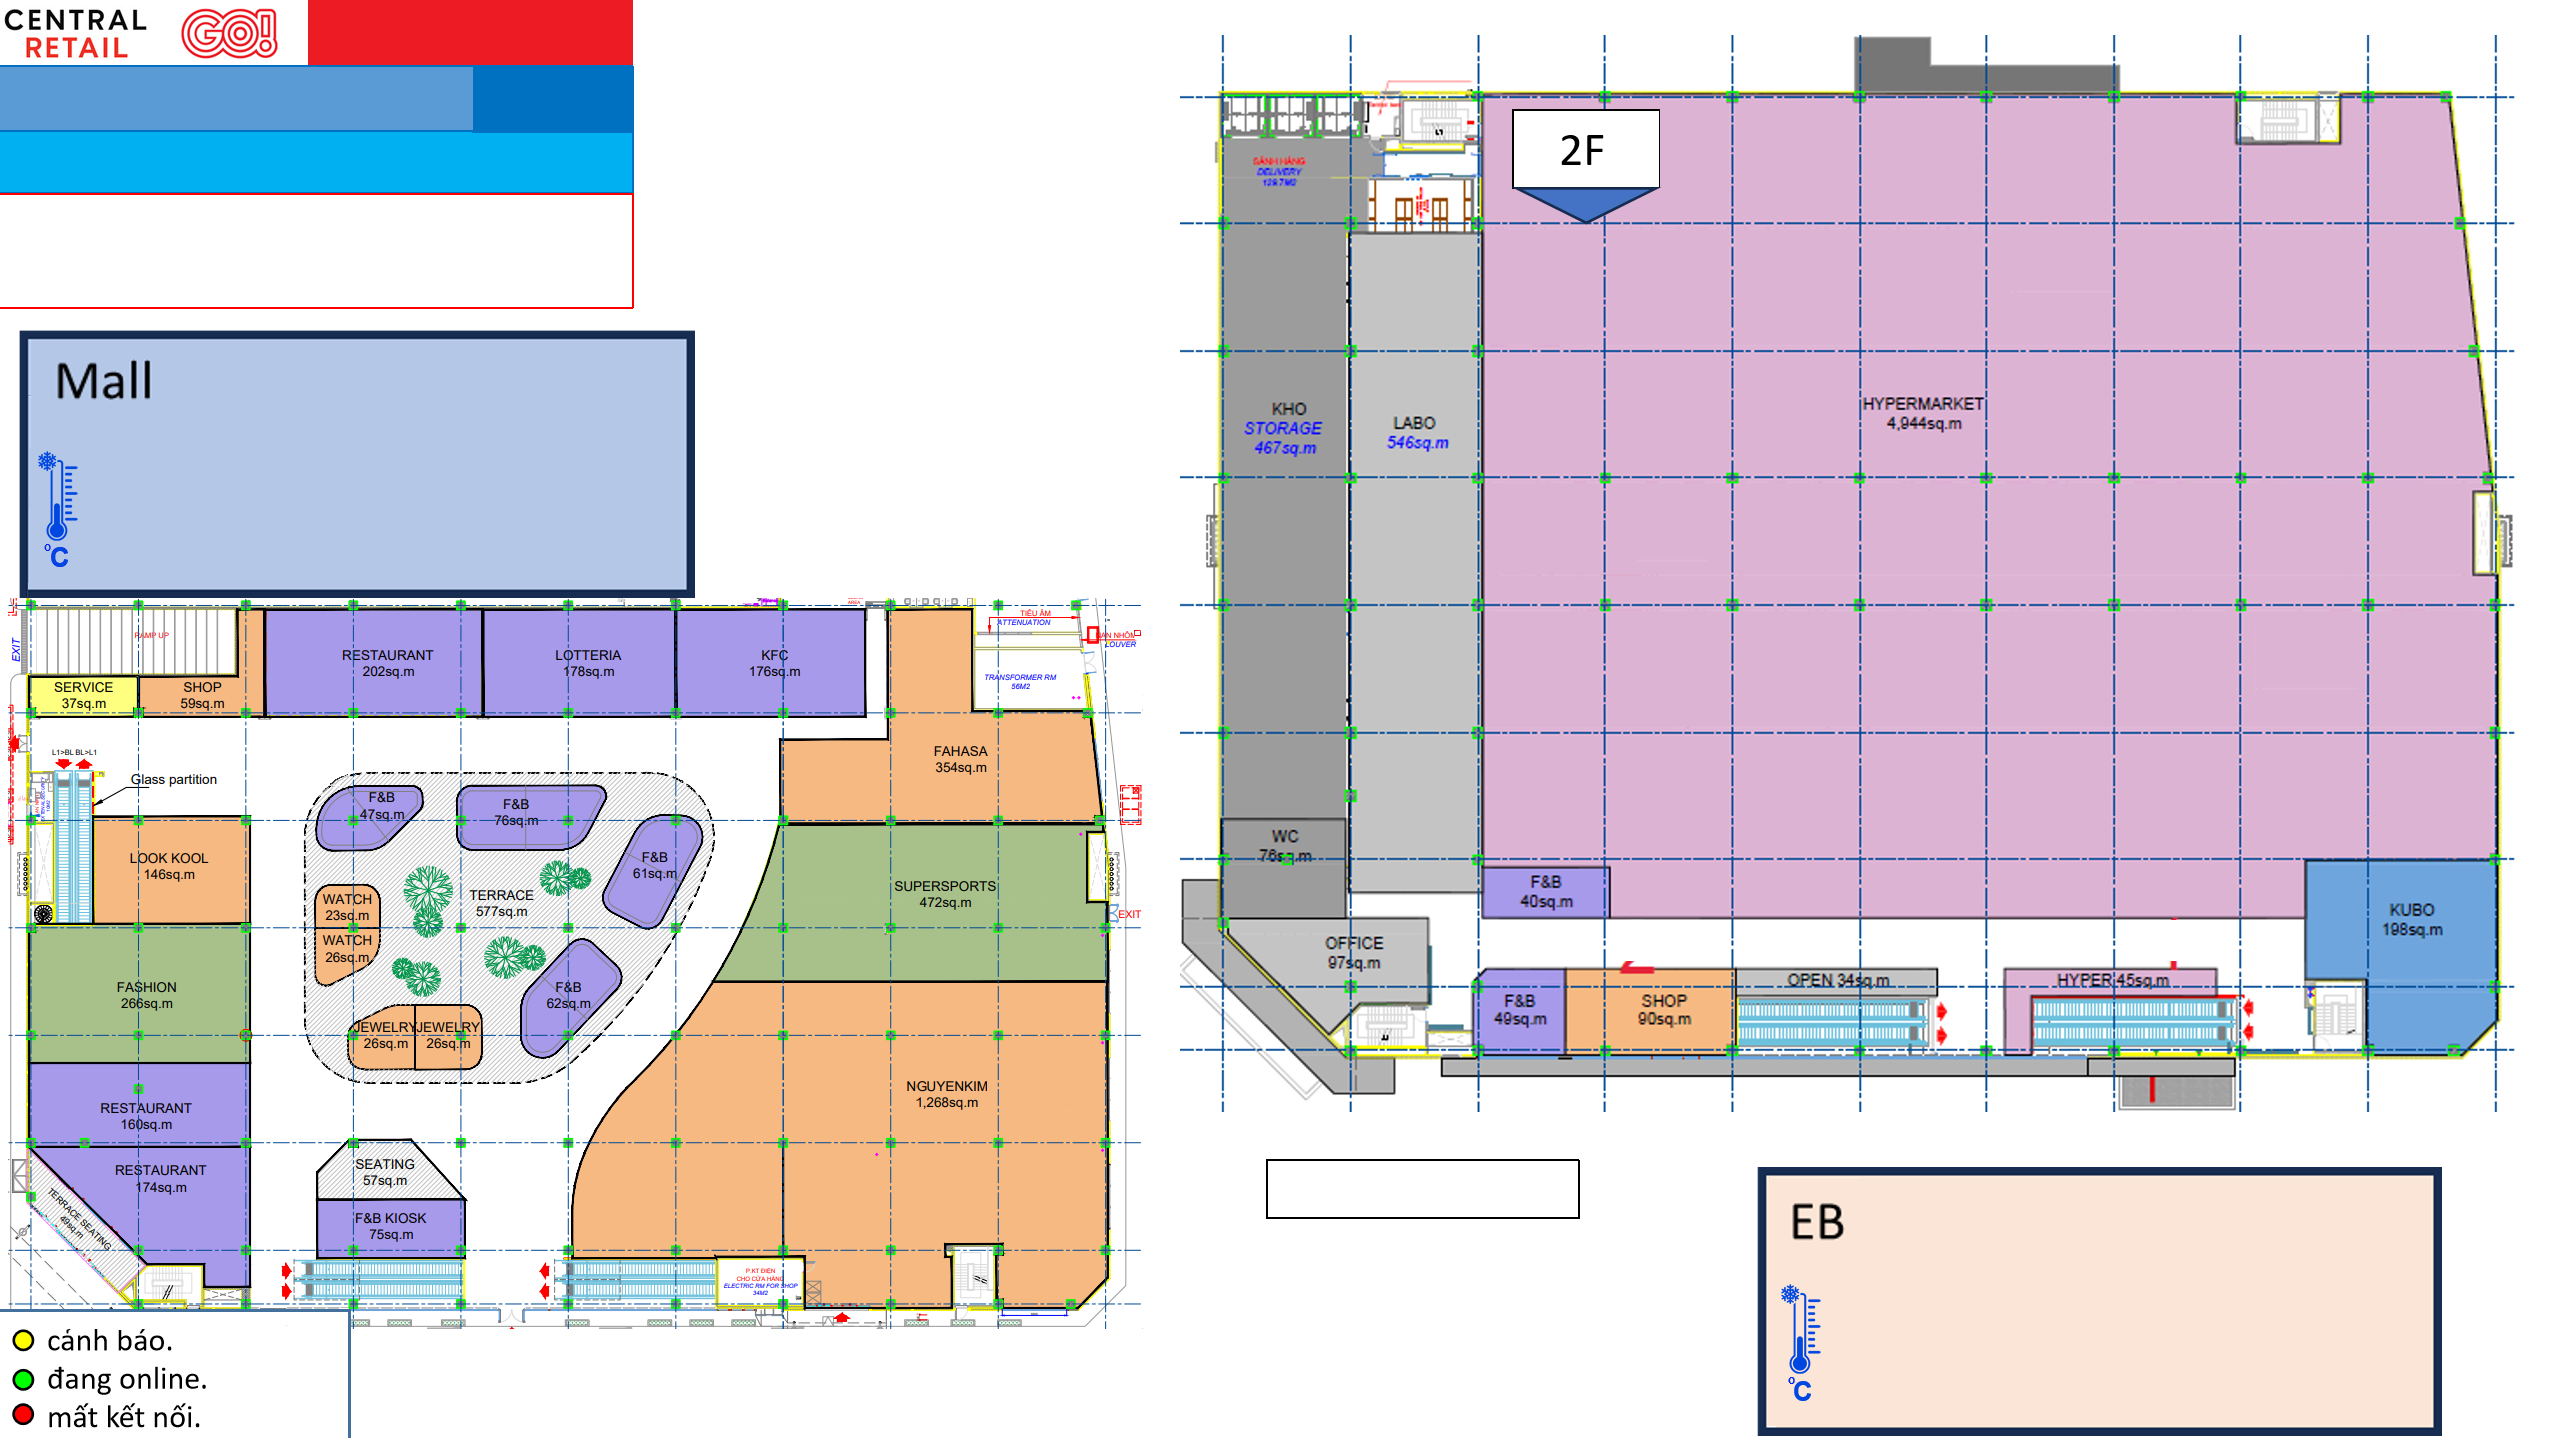 CENTRAL
RETAIL
GO!
Mall
°C
EXIT
RAMP UP
SERVICE
37sq.m
SHOP
59sq.m
RESTAURANT
202sq.m
LOTTERIA
178sq.m
KFC
176sq.m
TIÊU ÂM
ATTENUATION
LOUVER
TRANSFORMER RM
56M2
FAHASA
354sq.m
L1>BL BL>L1
Glass partition
LOOK KOOL
146sq.m
F&B
47sq.m
F&B
76sq.m
F&B
61sq.m
WATCH
23sq.m
WATCH
26sq.m
TERRACE
577sq.m
SUPERSPORTS
472sq.m
EXIT
FASHION
266sq.m
F&B
62sq.m
JEWELRY
26sq.m
JEWELRY
26sq.m
NGUYENKIM
1,268sq.m
RESTAURANT
160sq.m
RESTAURANT
174sq.m
TERRACE SEATING
49sq.m
SEATING
57sq.m
F&B KIOSK
75sq.m
P.KT ĐIỆN
CHO CỬA HÀNG
ELECTRIC RM FOR SHOP
34M2
cảnh báo.
đang online.
mất kết nối.
2F
SẢNH HÀNG
DELIVERY
129.7M2
KHO
STORAGE
467sq.m
LABO
546sq.m
HYPERMARKET
4,944sq.m
WC
76sq.m
F&B
40sq.m
KUBO
198sq.m
OFFICE
97sq.m
F&B
49sq.m
SHOP
90sq.m
OPEN 34sq.m
HYPER 45sq.m
EB
°C